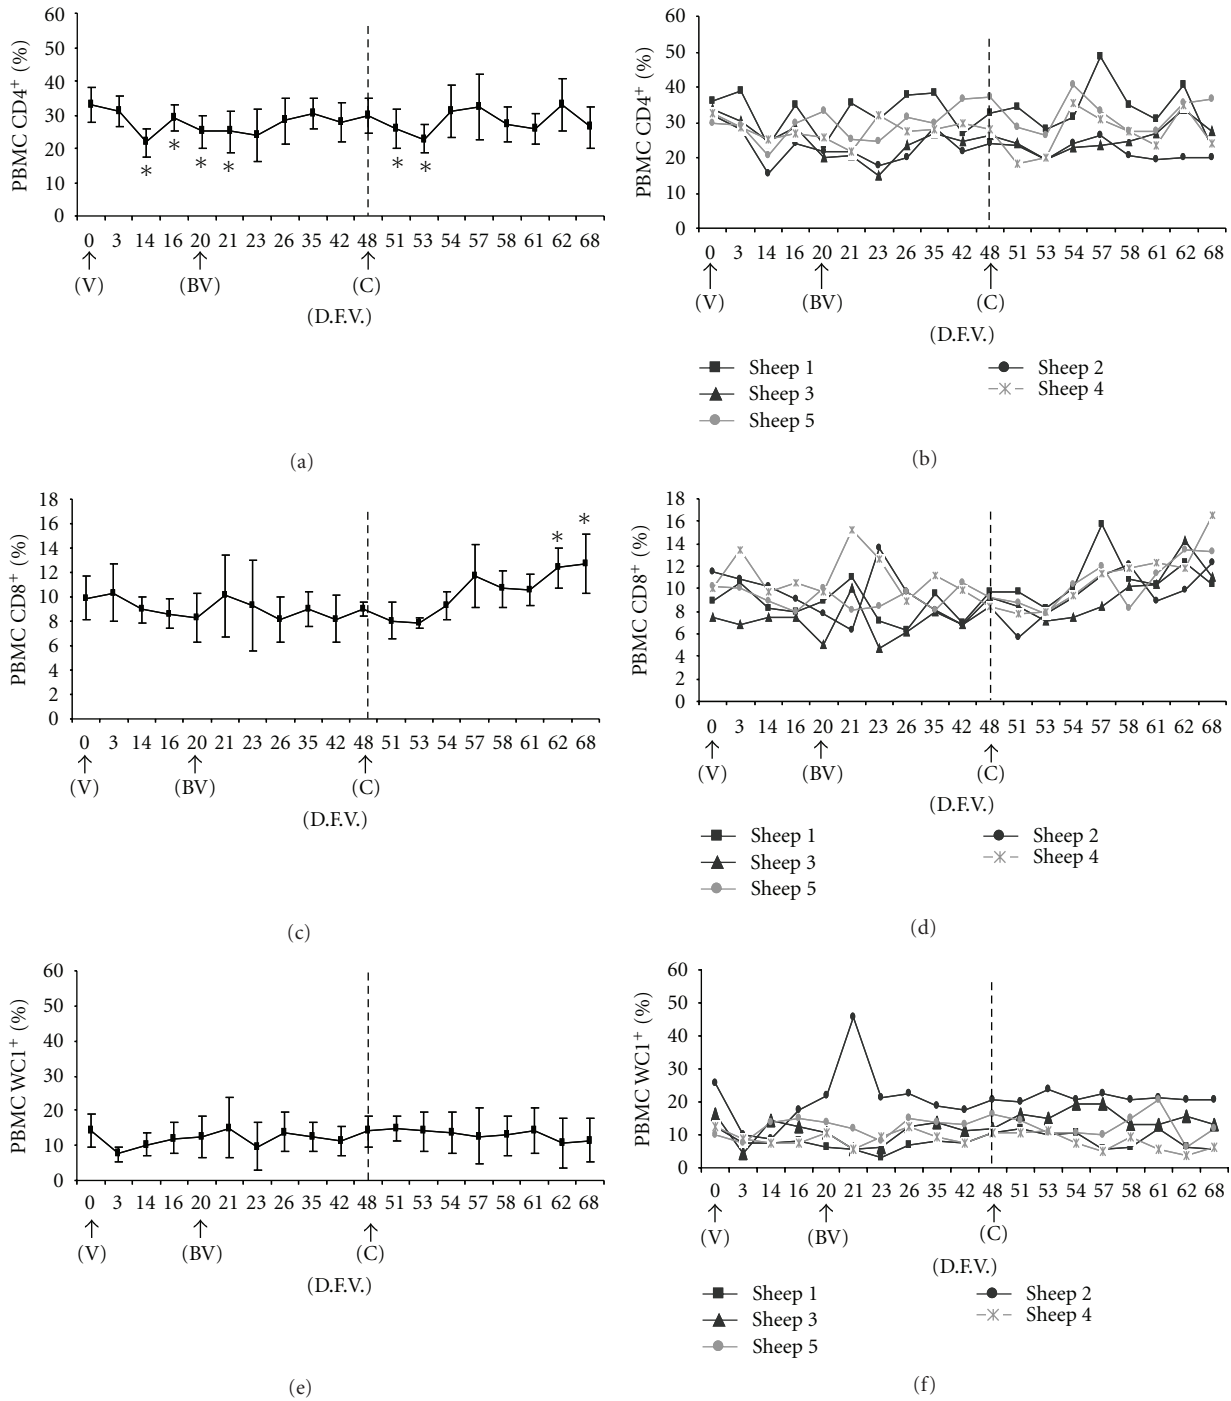 PBMC CD4+ (%)
60
50
40
30
20
10
0
* * * * * *
0 3 14 16 20 21 23 26 35 42 48 51 53 54 57 58 61 62 68
(V) (BV) (C)
(D.F.V.)
(a)
PBMC CD4+ (%)
60
50
40
30
20
10
0
0 3 14 16 20 21 23 26 35 42 48 51 53 54 57 58 61 62 68
(V) (BV) (C)
(D.F.V.)
Sheep 1 Sheep 2
Sheep 3 Sheep 4
Sheep 5
(b)
PBMC CD8+ (%)
18
16
14
12
10
8
6
4
2
0
* *
0 3 14 16 20 21 23 26 35 42 48 51 53 54 57 58 61 62 68
(V) (BV) (C)
(D.F.V.)
(c)
PBMC CD8+ (%)
18
16
14
12
10
8
6
4
2
0
0 3 14 16 20 21 23 26 35 42 48 51 53 54 57 58 61 62 68
(V) (BV) (C)
(D.F.V.)
Sheep 1 Sheep 2
Sheep 3 Sheep 4
Sheep 5
(d)
PBMC WC1+ (%)
60
50
40
30
20
10
0
0 3 14 16 20 21 23 26 35 42 48 51 53 54 57 58 61 62 68
(V) (BV) (C)
(D.F.V.)
(e)
PBMC WC1+ (%)
60
50
40
30
20
10
0
0 3 14 16 20 21 23 26 35 42 48 51 53 54 57 58 61 62 68
(V) (BV) (C)
(D.F.V.)
Sheep 1 Sheep 2
Sheep 3 Sheep 4
Sheep 5
(f)